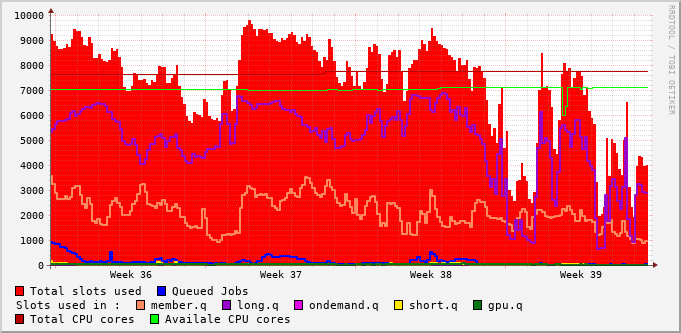 RRDTOOL / TOBI OETIKER
10000
9000
8000
7000
6000
5000
4000
3000
2000
1000
0
Week 36 Week 37 Week 38 Week 39
Total slots used Queued Jobs
Slots used in : member.q long.q ondemand.q short.q gpu.q
Total CPU cores Availale CPU cores